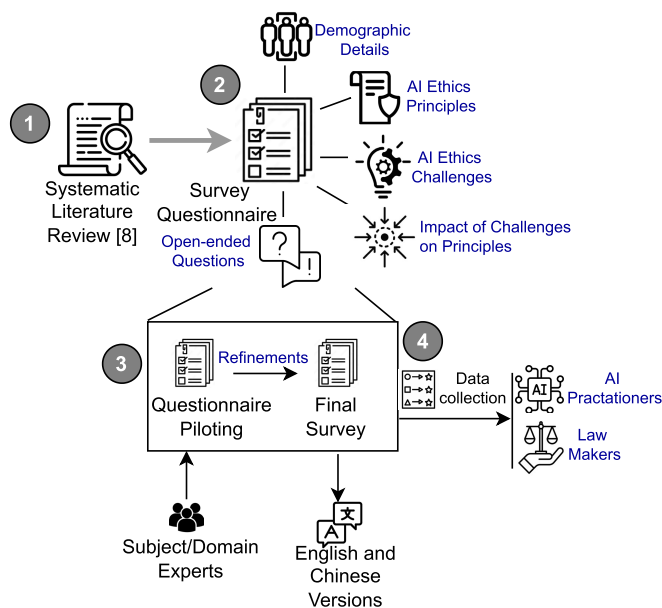 Demographic
Details
2
AI Ethics
Principles
1
AI Ethics
Challenges
Systematic
Literature
Review [8]
Survey
Questionnaire
Impact of Challenges
on Principles
Open-ended
Questions
?
!
3
4
Refinements
Questionnaire
Piloting
Final
Survey
Data
collection
AI
AI
Practationers
Law
Makers
Subject/Domain
Experts
文
A
English and
Chinese
Versions